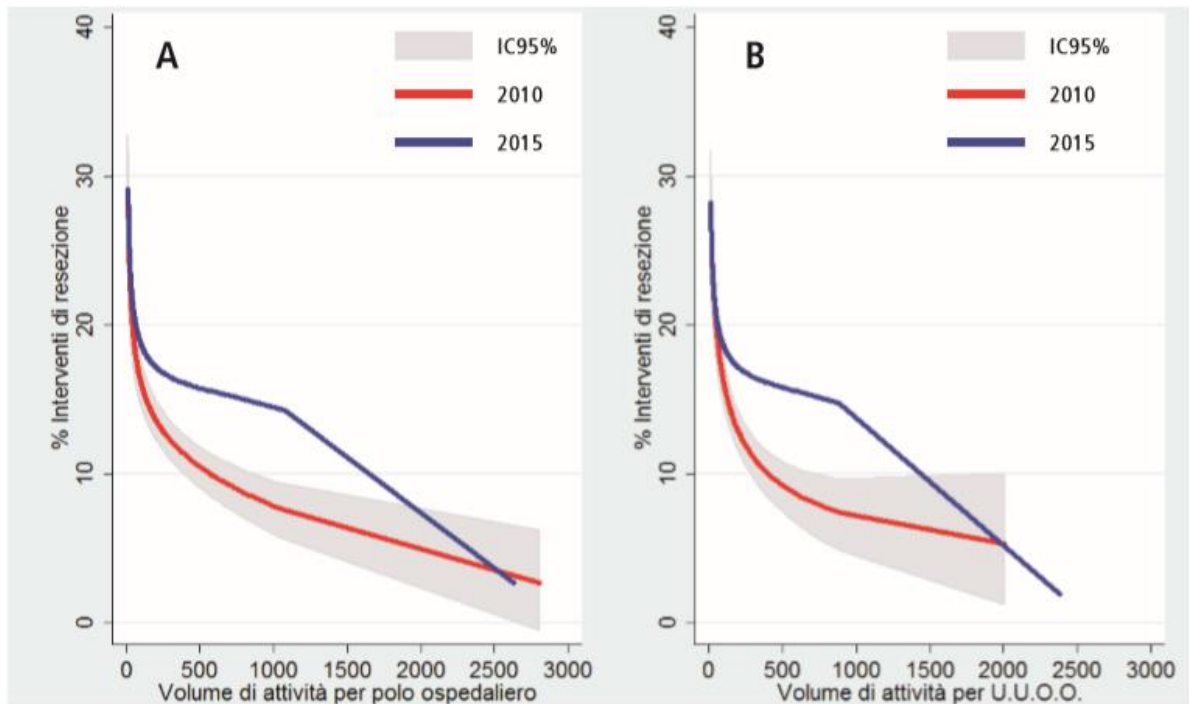 A
IC95%
2010
2015
% Interventi di resezione
40
30
20
10
0
0 500 1000 1500 2000 2500 3000
Volume di attività per polo ospedaliero
B
IC95%
2010
2015
% Interventi di resezione
40
30
20
10
0
0 500 1000 1500 2000 2500 3000
Volume di attività per U.U.O.O.